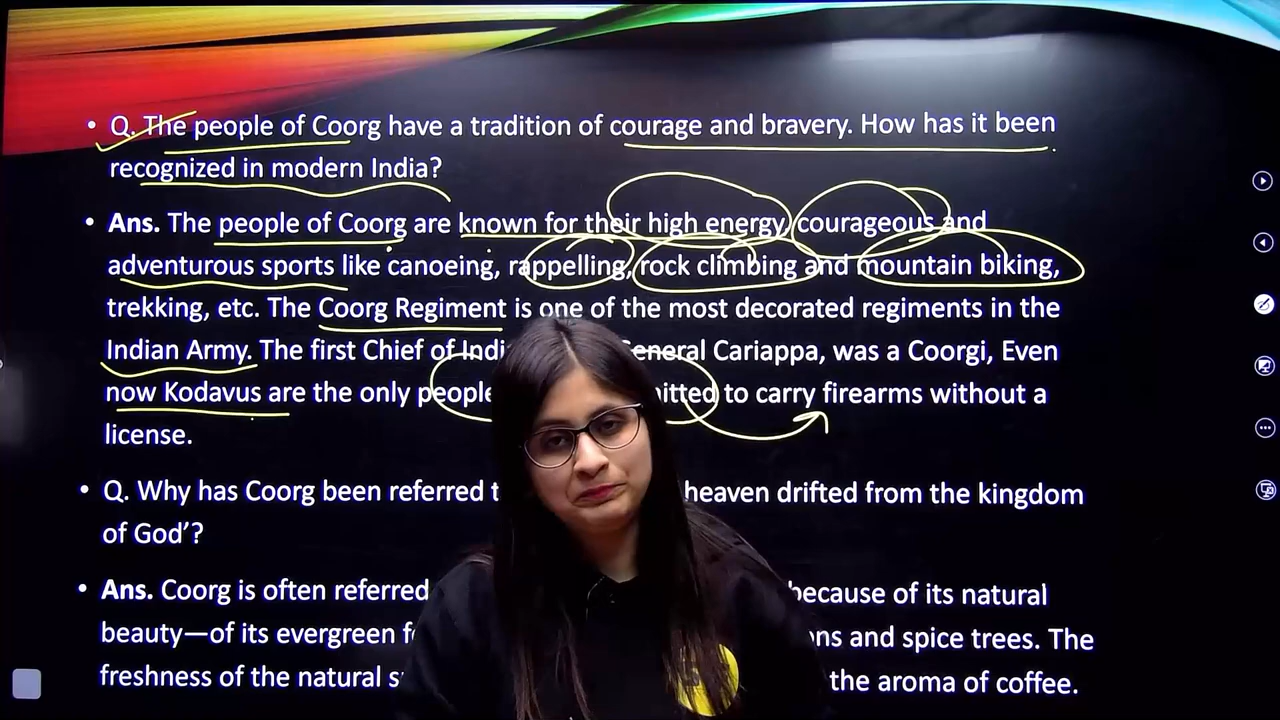 • Q. The people of Coorg have a tradition of courage and bravery. How has it been
recognized in modern India?
• Ans. The people of Coorg are known for their high energy, courageous and
adventurous sports like canoeing, rappelling, rock climbing and mountain biking,
trekking, etc. The Coorg Regiment is one of the most decorated regiments in the
Indian Army. The first Chief of General Cariappa, was a Coorgi, Even
now Kodavus are the only people to carry firearms without a
license.
• Q. Why has Coorg been referred heaven drifted from the kingdom
of God’?
• Ans. Coorg is often referred because of its natural
beauty—of its evergreen and spice trees. The
freshness of the natural the aroma of coffee.